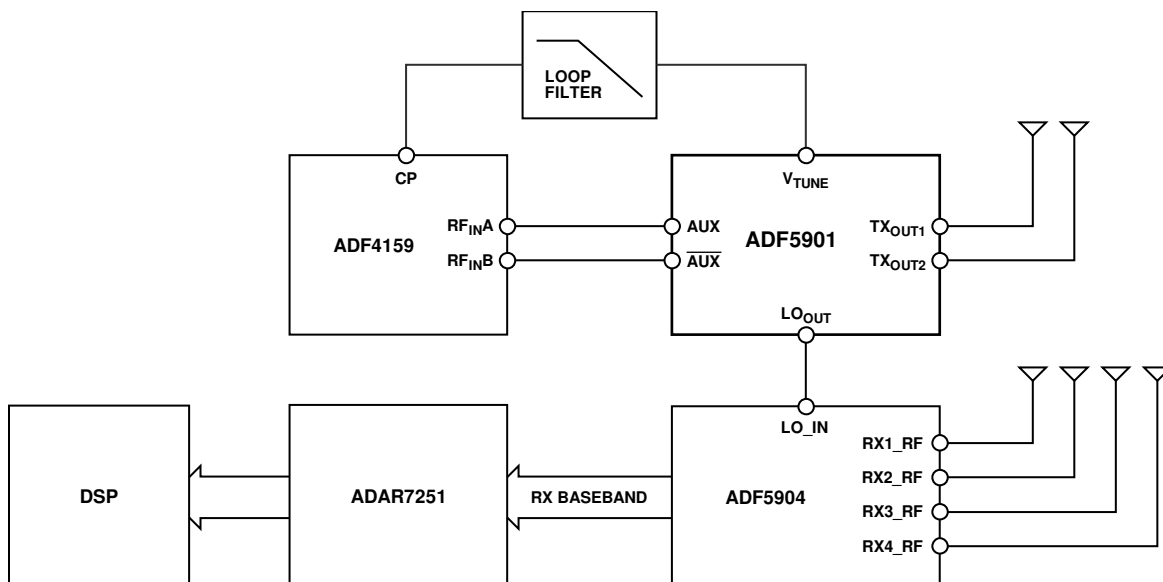 LOOP
FILTER
CP
V_TUNE
RF_INA
AUX
TX_OUT1
ADF4159
ADF5901
RF_INB
A̅U̅X̅
TX_OUT2
LO_OUT
LO_IN
RX1_RF
RX2_RF
DSP
ADAR7251
RX BASEBAND
ADF5904
RX3_RF
RX4_RF